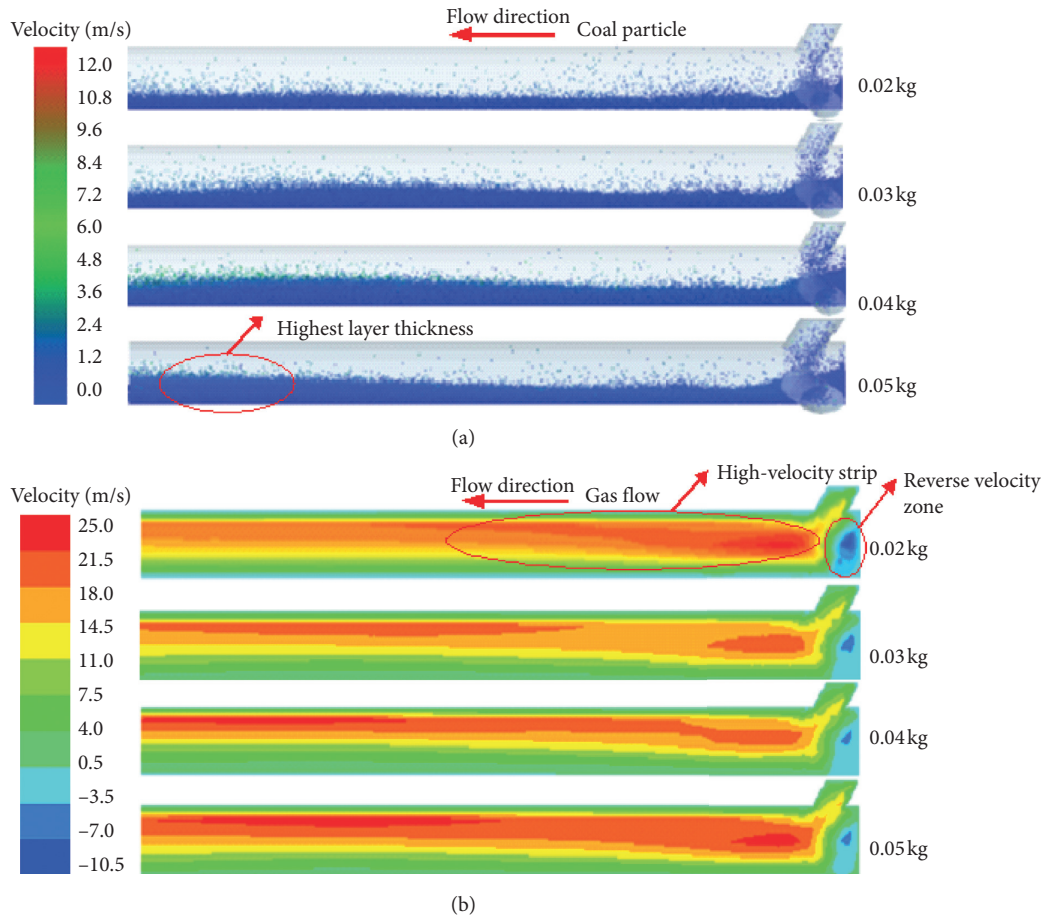 Velocity (m/s)
Flow direction
Coal particle
12.0
10.8
9.6
8.4
7.2
6.0
4.8
3.6
2.4
1.2
0.0
0.02 kg
0.03 kg
0.04 kg
Highest layer thickness
0.05 kg
(a)
Velocity (m/s)
Flow direction
Gas flow
High-velocity strip
Reverse velocity
zone
25.0
21.5
18.0
14.5
11.0
7.5
4.0
0.5
–3.5
–7.0
–10.5
0.02 kg
0.03 kg
0.04 kg
0.05 kg
(b)